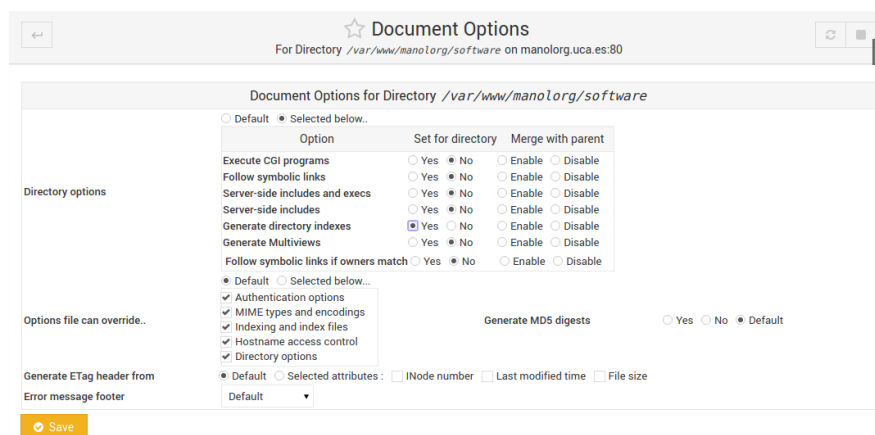 Document Options
For Directory /var/www/manolorg/software on manolorg.uca.es:80
Document Options for Directory /var/www/manolorg/software
Default Selected below..
Option Set for directory Merge with parent
Execute CGI programs Yes No Enable Disable
Follow symbolic links Yes No Enable Disable
Directory options Server-side includes and execs Yes No Enable Disable
Server-side includes Yes No Enable Disable
Generate directory indexes Yes No Enable Disable
Generate Multiviews Yes No Enable Disable
Follow symbolic links if owners match Yes No Enable Disable
Default Selected below...
Authentication options
MIME types and encodings
Options file can override.. Indexing and index files Generate MD5 digests Yes No Default
Hostname access control
Directory options
Generate ETag header from Default Selected attributes : INode number Last modified time File size
Error message footer Default
Save